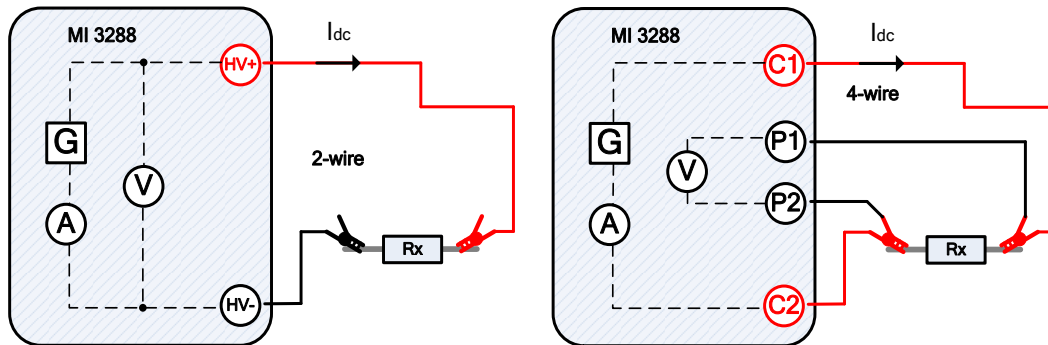 MI 3288
HV+
Idc
G
V
A
2-wire
Rx
HV-
MI 3288
C1
Idc
4-wire
G
P1
V
P2
A
Rx
C2